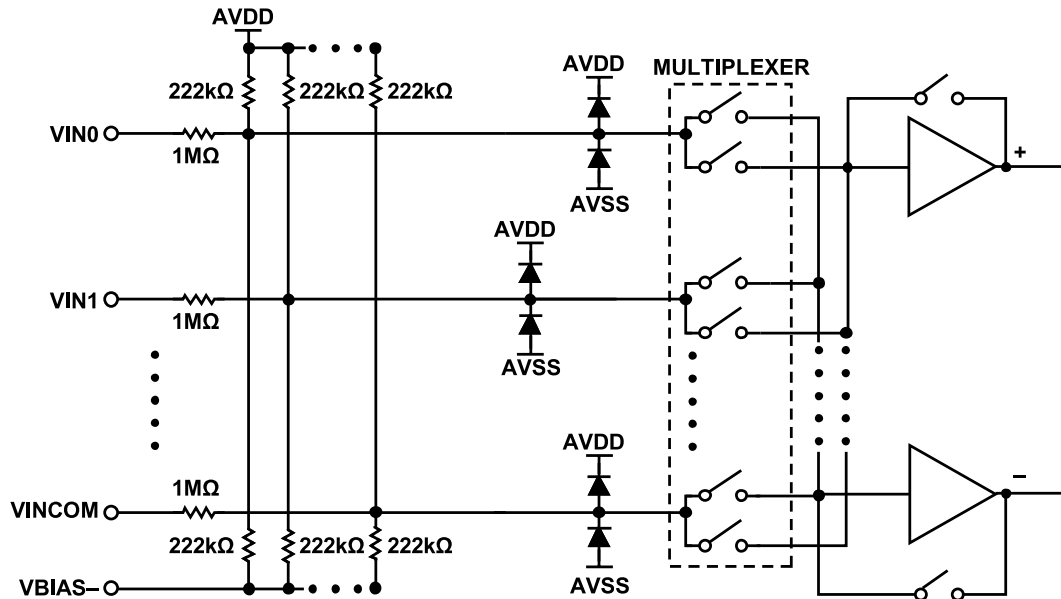 AVDD
222kΩ 222kΩ 222kΩ
AVDD
MULTIPLEXER
VIN0
1MΩ
+
AVSS
AVDD
VIN1
1MΩ
AVSS
AVDD
1MΩ
VINCOM
–
222kΩ 222kΩ 222kΩ
AVSS
VBIAS–